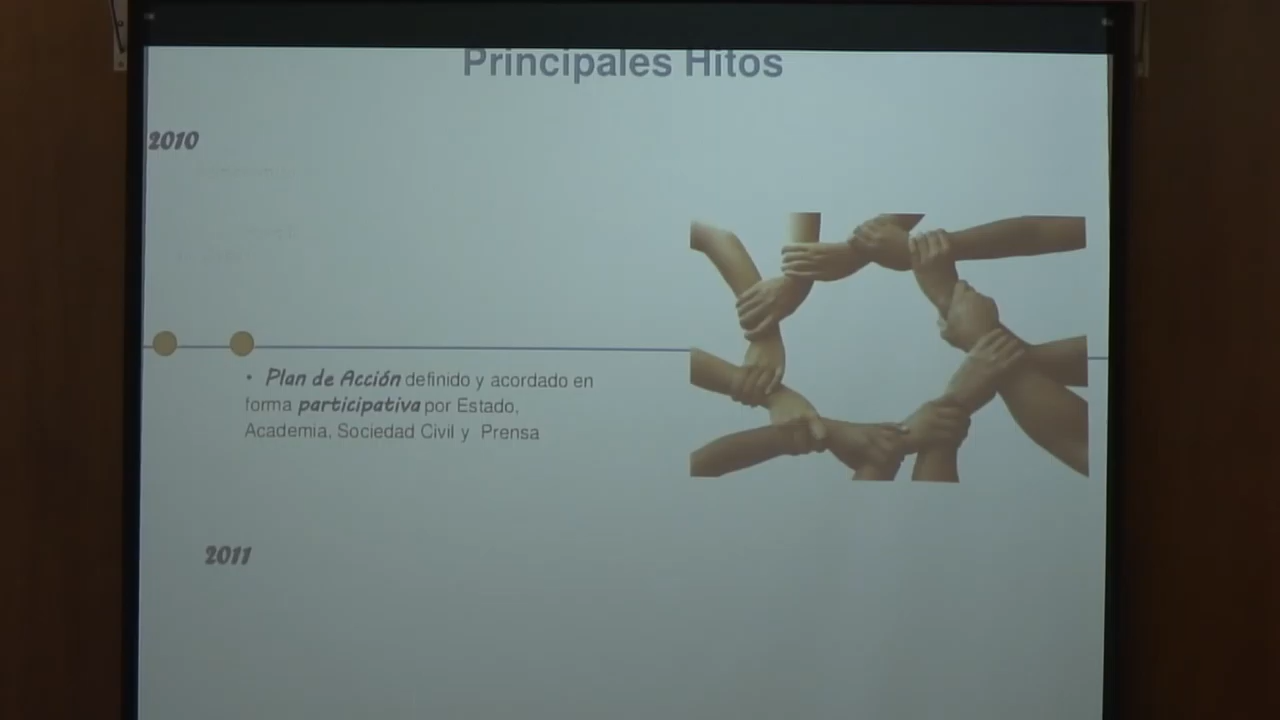 Principales Hitos
2010
• Plan de Acción definido y acordado en
forma participativa por Estado,
Academia, Sociedad Civil y Prensa
2011